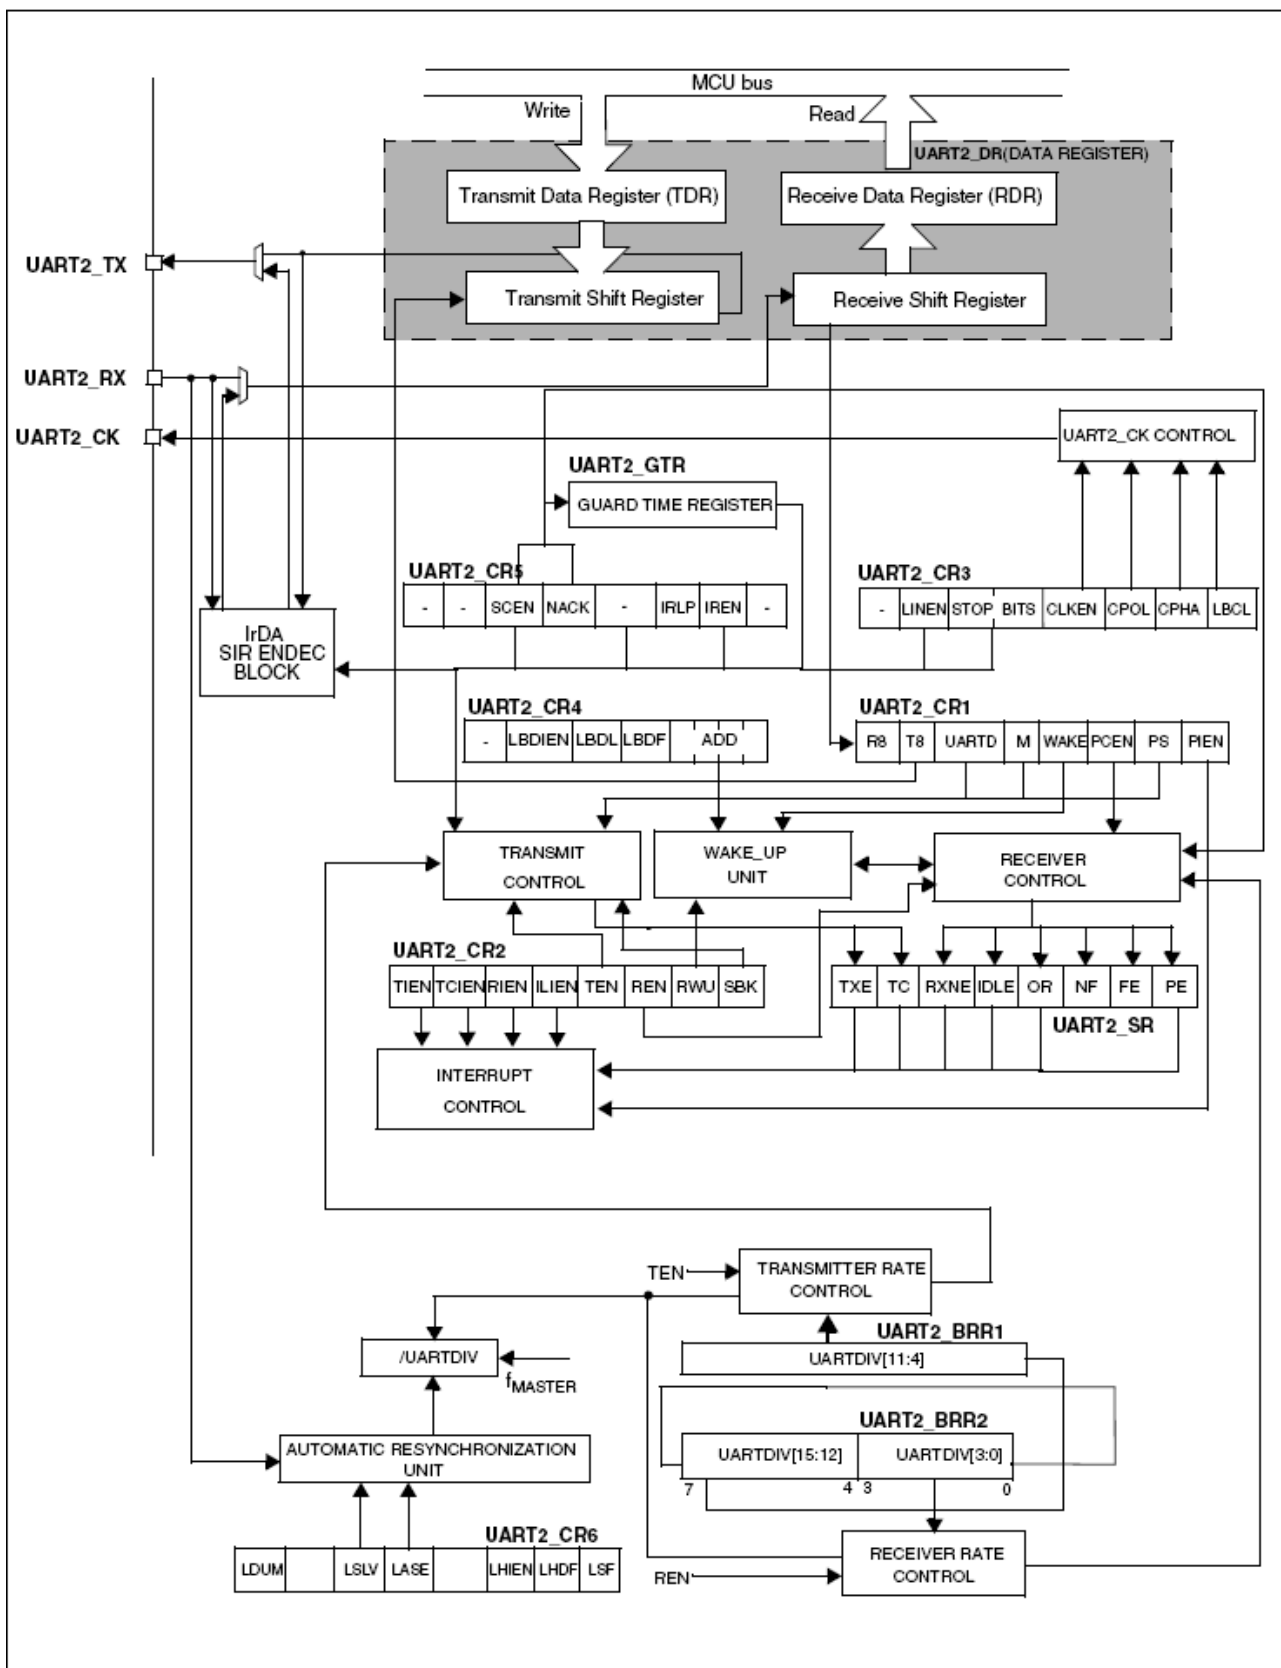 MCU bus
Write
Read
UART2_DR(DATA REGISTER)
Transmit Data Register (TDR)
Receive Data Register (RDR)
UART2_TX
Transmit Shift Register
Receive Shift Register
UART2_RX
UART2_CK
UART2_CK CONTROL
UART2_GTR
GUARD TIME REGISTER
UART2_CR5
- - SCEN NACK - IRLP IREN -
UART2_CR3
- LINEN STOP BITS CLKEN CPOL CPHA LBCL
IrDA
SIR ENDEC
BLOCK
UART2_CR4
- LBDIEN LBDL LBDF ADD
UART2_CR1
R8 T8 UARTD M WAKE PCEN PS PIEN
TRANSMIT
CONTROL
WAKE_UP
UNIT
RECEIVER
CONTROL
UART2_CR2
TIEN TCIEN RIEN ILIEN TEN REN RWU SBK
TXE TC RXNE IDLE OR NF FE PE
UART2_SR
INTERRUPT
CONTROL
TEN
TRANSMITTER RATE
CONTROL
UART2_BRR1
UARTDIV[11:4]
/UARTDIV
fMASTER
UART2_BRR2
UARTDIV[15:12] UARTDIV[3:0]
7 4 3 0
AUTOMATIC RESYNCHRONIZATION
UNIT
UART2_CR6
LDUM LSLV LASE LHIEN LHDF LSF
RECEIVER RATE
CONTROL
REN